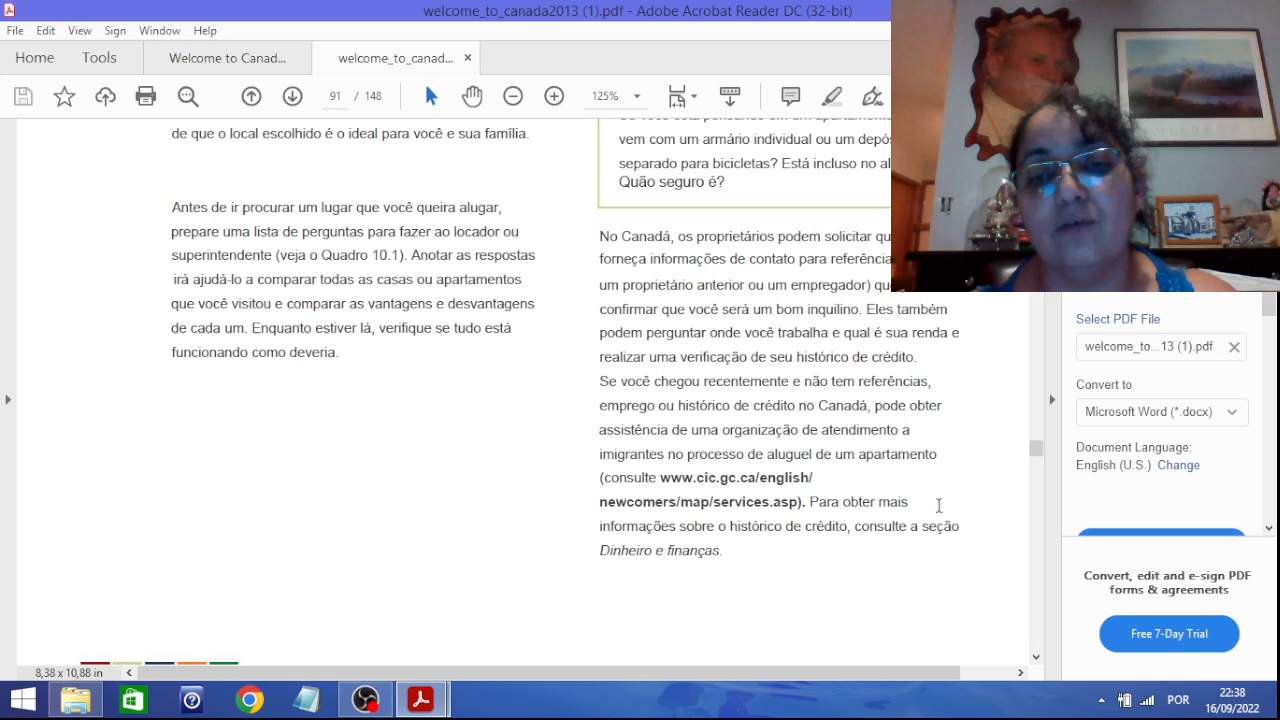 welcome_to_canada2013 (1).pdf - Adobe Acrobat Reader DC (32-bit)
File Edit View Sign Window Help
Home Tools Welcome to Canad... welcome_to_canad... ×
91 / 148 125%
de que o local escolhido é o ideal para você e sua família.
Antes de ir procurar um lugar que você queira alugar,
prepare uma lista de perguntas para fazer ao locador ou
superintendente (veja o Quadro 10.1). Anotar as respostas
irá ajudá-lo a comparar todas as casas ou apartamentos
que você visitou e comparar as vantagens e desvantagens
de cada um. Enquanto estiver lá, verifique se tudo está
funcionando como deveria.
vem com um armário individual ou um depós
separado para bicicletas? Está incluso no al
Quão seguro é?
No Canadá, os proprietários podem solicitar qu
forneça informações de contato para referência
um proprietário anterior ou um empregador) qu
confirmar que você será um bom inquilino. Eles também
podem perguntar onde você trabalha e qual é sua renda e
realizar uma verificação de seu histórico de crédito.
Se você chegou recentemente e não tem referências,
emprego ou histórico de crédito no Canadá, pode obter
assistência de uma organização de atendimento a
imigrantes no processo de aluguel de um apartamento
(consulte www.cic.gc.ca/english/
newcomers/map/services.asp). Para obter mais
informações sobre o histórico de crédito, consulte a seção
Dinheiro e finanças.
Select PDF File
welcome_to...13 (1).pdf
Convert to
Microsoft Word (*.docx)
Document Language:
English (U.S.) Change
Convert, edit and e-sign PDF
forms & agreements
Free 7-Day Trial
8,38 x 10,88 in
POR
22:38
16/09/2022